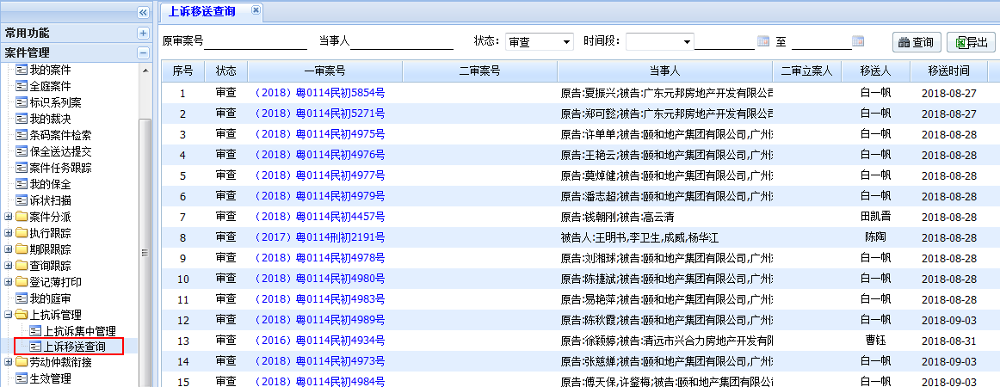 上诉移送查询
常用功能
案件管理
我的案件
全庭案件
标识系列案
我的裁决
条码案件检索
保全送达提交
案件任务跟踪
我的保全
诉状扫描
案件分派
执行跟踪
期限跟踪
查询跟踪
登记薄打印
我的庭审
上抗诉管理
上抗诉集中管理
上诉移送查询
劳动仲裁衔接
生效管理
原审案号 当事人 状态： 审查 时间段： 至 查询 导出
序号 状态 一审案号 二审案号 当事人 二审立案人 移送人 移送时间
1 审查 （2018）粤0114民初5854号 原告:夏振兴;被告:广东元邦房地产开发有限公司 白一帆 2018-08-27
2 审查 （2018）粤0114民初5271号 原告:郑可懿;被告:广东元邦房地产开发有限公司 白一帆 2018-08-27
3 审查 （2018）粤0114民初4975号 原告:许单单;被告:颐和地产集团有限公司,广州 白一帆 2018-08-28
4 审查 （2018）粤0114民初4976号 原告:王艳云;被告:颐和地产集团有限公司,广州 白一帆 2018-08-28
5 审查 （2018）粤0114民初4977号 原告:莫焯健;被告:颐和地产集团有限公司,广州 白一帆 2018-08-28
6 审查 （2018）粤0114民初4979号 原告:潘志超;被告:颐和地产集团有限公司,广州 白一帆 2018-08-28
7 审查 （2018）粤0114民初4457号 原告:钱朝刚;被告:高云清 田凯晋 2018-08-28
8 审查 （2017）粤0114刑初2191号 被告人:王明书,李卫生,成威,杨华江 陈陶 2018-08-28
9 审查 （2018）粤0114民初4978号 原告:刘湘球;被告:颐和地产集团有限公司,广州 白一帆 2018-08-28
10 审查 （2018）粤0114民初4980号 原告:陈捷斌;被告:颐和地产集团有限公司,广州 白一帆 2018-08-28
11 审查 （2018）粤0114民初4983号 原告:易艳萍;被告:颐和地产集团有限公司,广州 白一帆 2018-08-28
12 审查 （2018）粤0114民初4989号 原告:陈秋霞;被告:颐和地产集团有限公司,广州 白一帆 2018-09-03
13 审查 （2016）粤0114民初4934号 原告:徐颖婷;被告:清远市兴合力房地产开发有限 曹钰 2018-08-31
14 审查 （2018）粤0114民初4973号 原告:张慈婵;被告:颐和地产集团有限公司,广州 白一帆 2018-09-03
15 审查 （2018）粤0114民初4984号 原告:傅天保,许鉴梅;被告:颐和地产集团有限公司 白一帆 2018-09-03